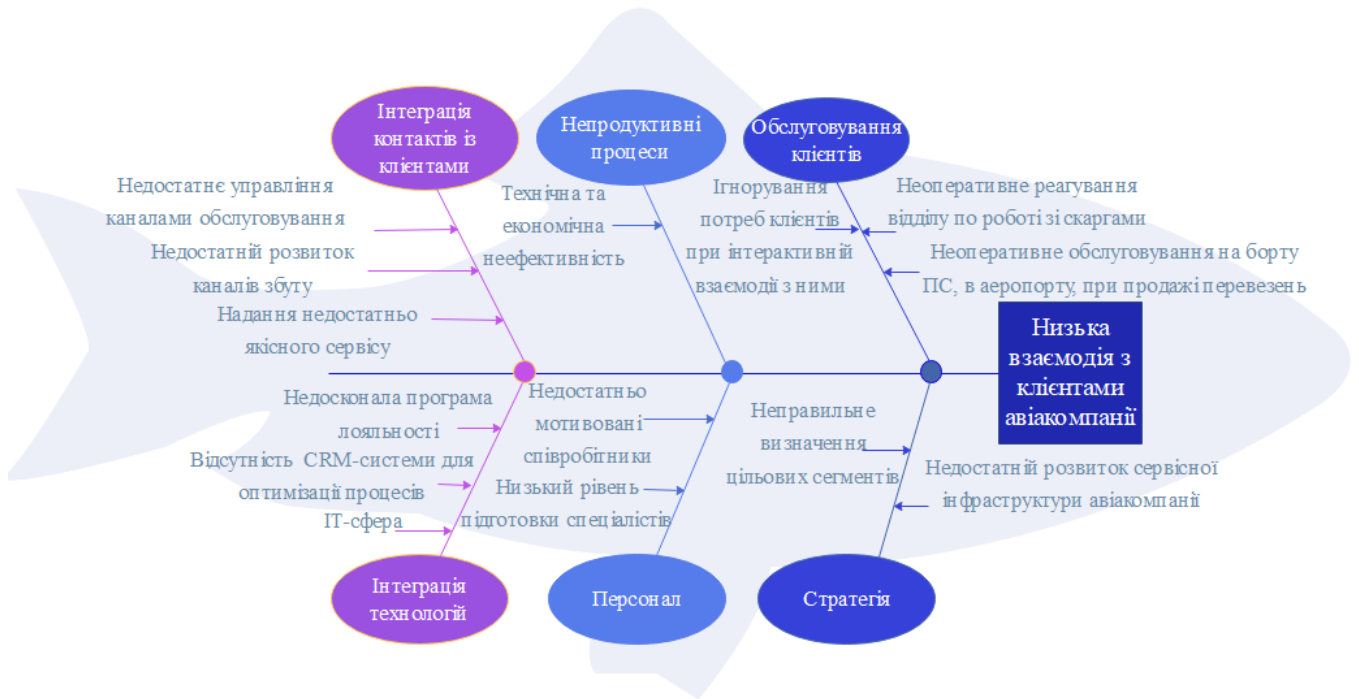 Інтеграція
контактів із
клієнтами
Непродуктивні
процеси
Обслуговування
клієнтів
Недостатнє управління
каналами обслуговування
Недостатній розвиток
каналів збуту
Надання недостатньо
якісного сервісу
Технічна та
економічна
неефективність
Ігнорування
потреб клієнтів
при інтерактивній
взаємодії з ними
Неоперативне реагування
відділу по роботі зі скаргами
Неоперативне обслуговування на борту
ПС, в аеропорту, при продажі перевезень
Низька
взаємодія з
клієнтами
авіакомпанії
Недосконала програма
лояльності
Відсутність CRM-системи для
оптимізації процесів
IT-сфера
Недостатньо
мотивовані
співробітники
Низький рівень
підготовки спеціалістів
Неправильне
визначення
цільових сегментів
Недостатній розвиток сервісної
інфраструктури авіакомпанії
Інтеграція
технологій
Персонал
Стратегія